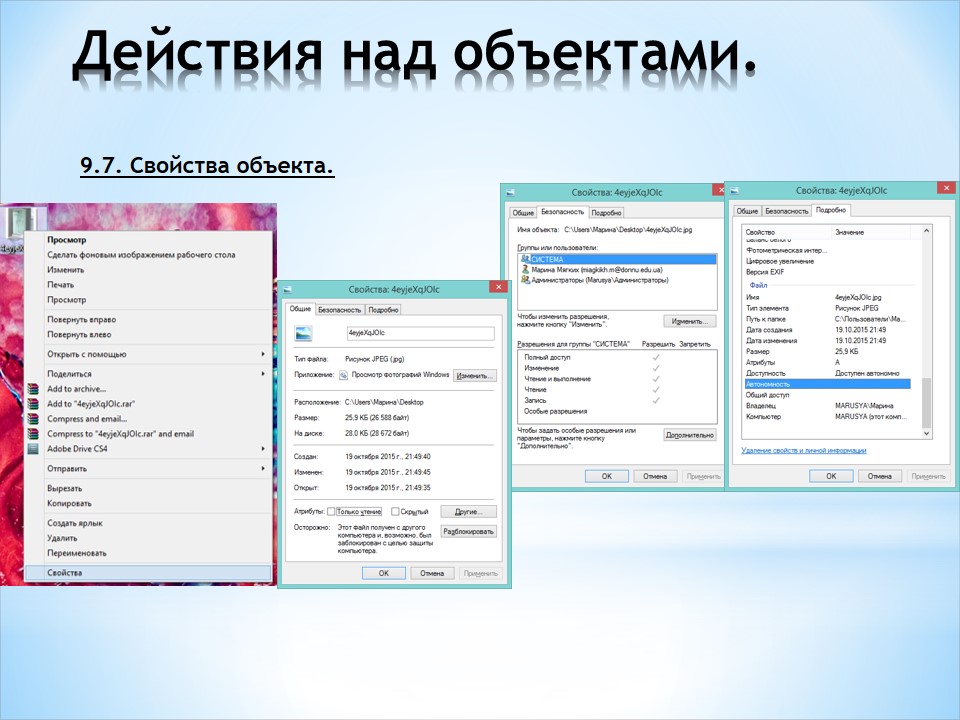 Действия над объектами.
9.7. Свойства объекта.
Просмотр
Сделать фоновым изображением рабочего стола
Изменить
Печать
Просмотр
Повернуть вправо
Повернуть влево
Открыть с помощью
Поделиться
Add to archive...
Add to "4eyjeXqJOIc.rar"
Compress and email...
Compress to "4eyjeXqJOIc.rar" and email
Adobe Drive CS4
Отправить
Вырезать
Копировать
Создать ярлык
Удалить
Переименовать
Свойства
Свойства: 4eyjeXqJOIc
Общие Безопасность Подробно
4eyjeXqJOIc
Тип файла: Рисунок JPEG (.jpg)
Приложение: Просмотр фотографий Windows Изменить...
Расположение: C:\Users\Марина\Desktop
Размер: 25,9 КБ (26 588 байт)
На диске: 28,0 КБ (28 672 байт)
Создан: 19 октября 2015 г., 21:49:40
Изменен: 19 октября 2015 г., 21:49:45
Открыт: 19 октября 2015 г., 21:49:35
Атрибуты: Только чтение Скрытый Другие...
Осторожно: Этот файл получен с другого
компьютера и, возможно, был
заблокирован с целью защиты
компьютера.
Разблокировать
ОК Отмена Применить
Свойства: 4eyjeXqJOIc
Общие Безопасность Подробно
Имя объекта: C:\Users\Марина\Desktop\4eyjeXqJOIc.jpg
Группы или пользователи:
СИСТЕМА
Марина Мягких (miagkikh.m@donnu.edu.ua)
Администраторы (Marusya\Администраторы)
Чтобы изменить разрешения,
нажмите кнопку "Изменить".
Изменить...
Разрешения для группы "СИСТЕМА" Разрешить Запретить
Полный доступ
Изменение
Чтение и выполнение
Чтение
Запись
Особые разрешения
Чтобы задать особые разрешения или
параметры, нажмите кнопку
"Дополнительно".
Дополнительно
ОК Отмена Применить
Свойства: 4eyjeXqJOIc
Общие Безопасность Подробно
Свойство Значение
Баланс белого
Фотометрическая интер...
Цифровое увеличение
Версия EXIF
Файл
Имя 4eyjeXqJOIc.jpg
Тип элемента Рисунок JPEG
Путь к папке C:\Пользователи\Ма...
Дата создания 19.10.2015 21:49
Дата изменения 19.10.2015 21:49
Размер 25,9 КБ
Атрибуты A
Доступность Доступен автономно
Автономность
Общий доступ
Владелец MARUSYA\Марина
Компьютер MARUSYA (этот комп...
Удаление свойств и личной информации
ОК Отмена Применить